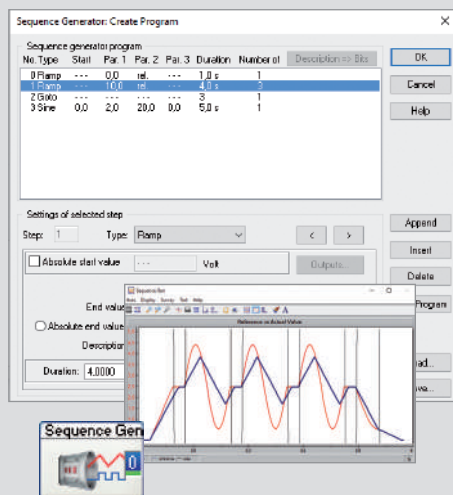 Sequence Generator: Create Program
Sequence generator program
No. Type Start Par. 1 Par. 2 Par. 3 Duration Number of Description => Bits
0 Ramp --- 0,0 rel. --- 1,0 s 1
1 Ramp --- 10,0 rel. --- 4,0 s 3
2 Goto --- --- --- --- 3 1
3 Sine 0,0 2,0 20,0 0,0 5,0 s 1
OK
Cancel
Help
Settings of selected step
Step: 1 Type: Ramp < >
Absolute start value --- Volt Outputs...
Append
Insert
Delete
Program
End value
Absolute end value
Description
Duration: 4.0000
Reference vs Actual Value
Sequence Gen
0